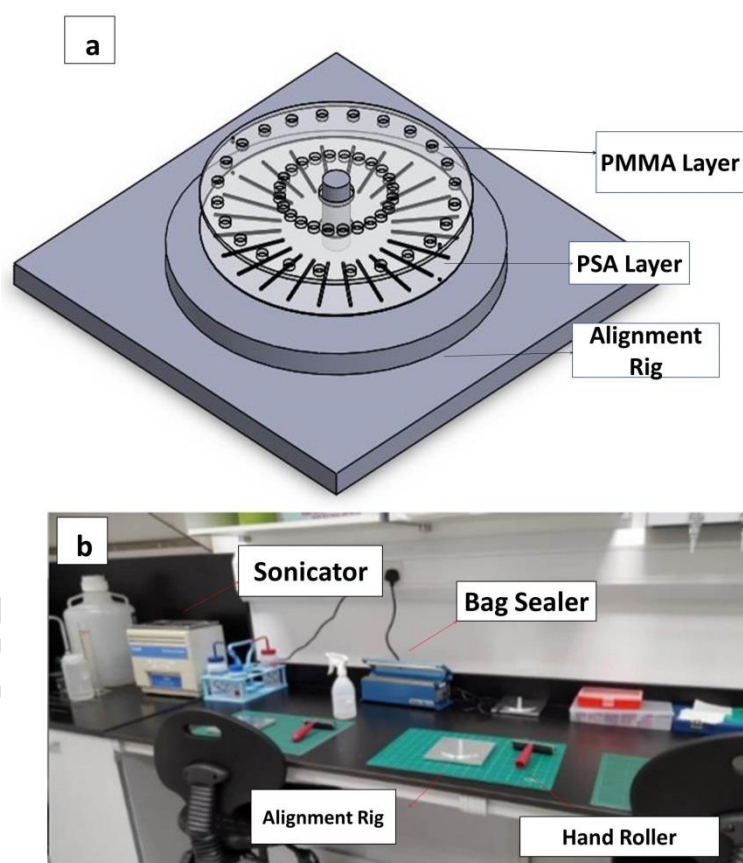 a
PMMA Layer
PSA Layer
Alignment
Rig
b
Sonicator
Bag Sealer
Alignment Rig
Hand Roller